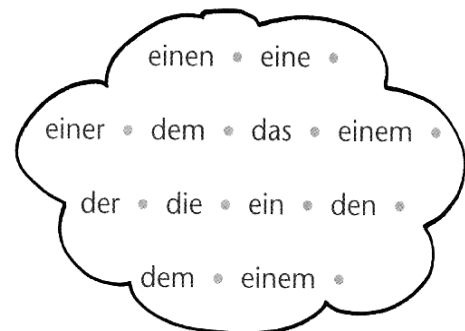 einen • eine •
einer • dem • das • einem •
der • die • ein • den •
dem • einem •